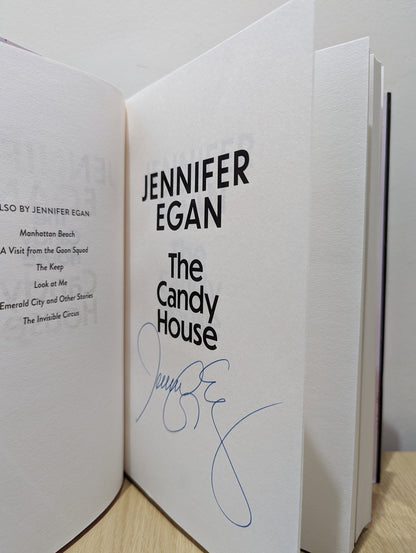 LSO BY JENNIFER EGAN
Manhattan Beach
A Visit from the Goon Squad
The Keep
Look at Me
Emerald City and Other Stories
The Invisible Circus
JENNIFER
EGAN
The
Candy
House